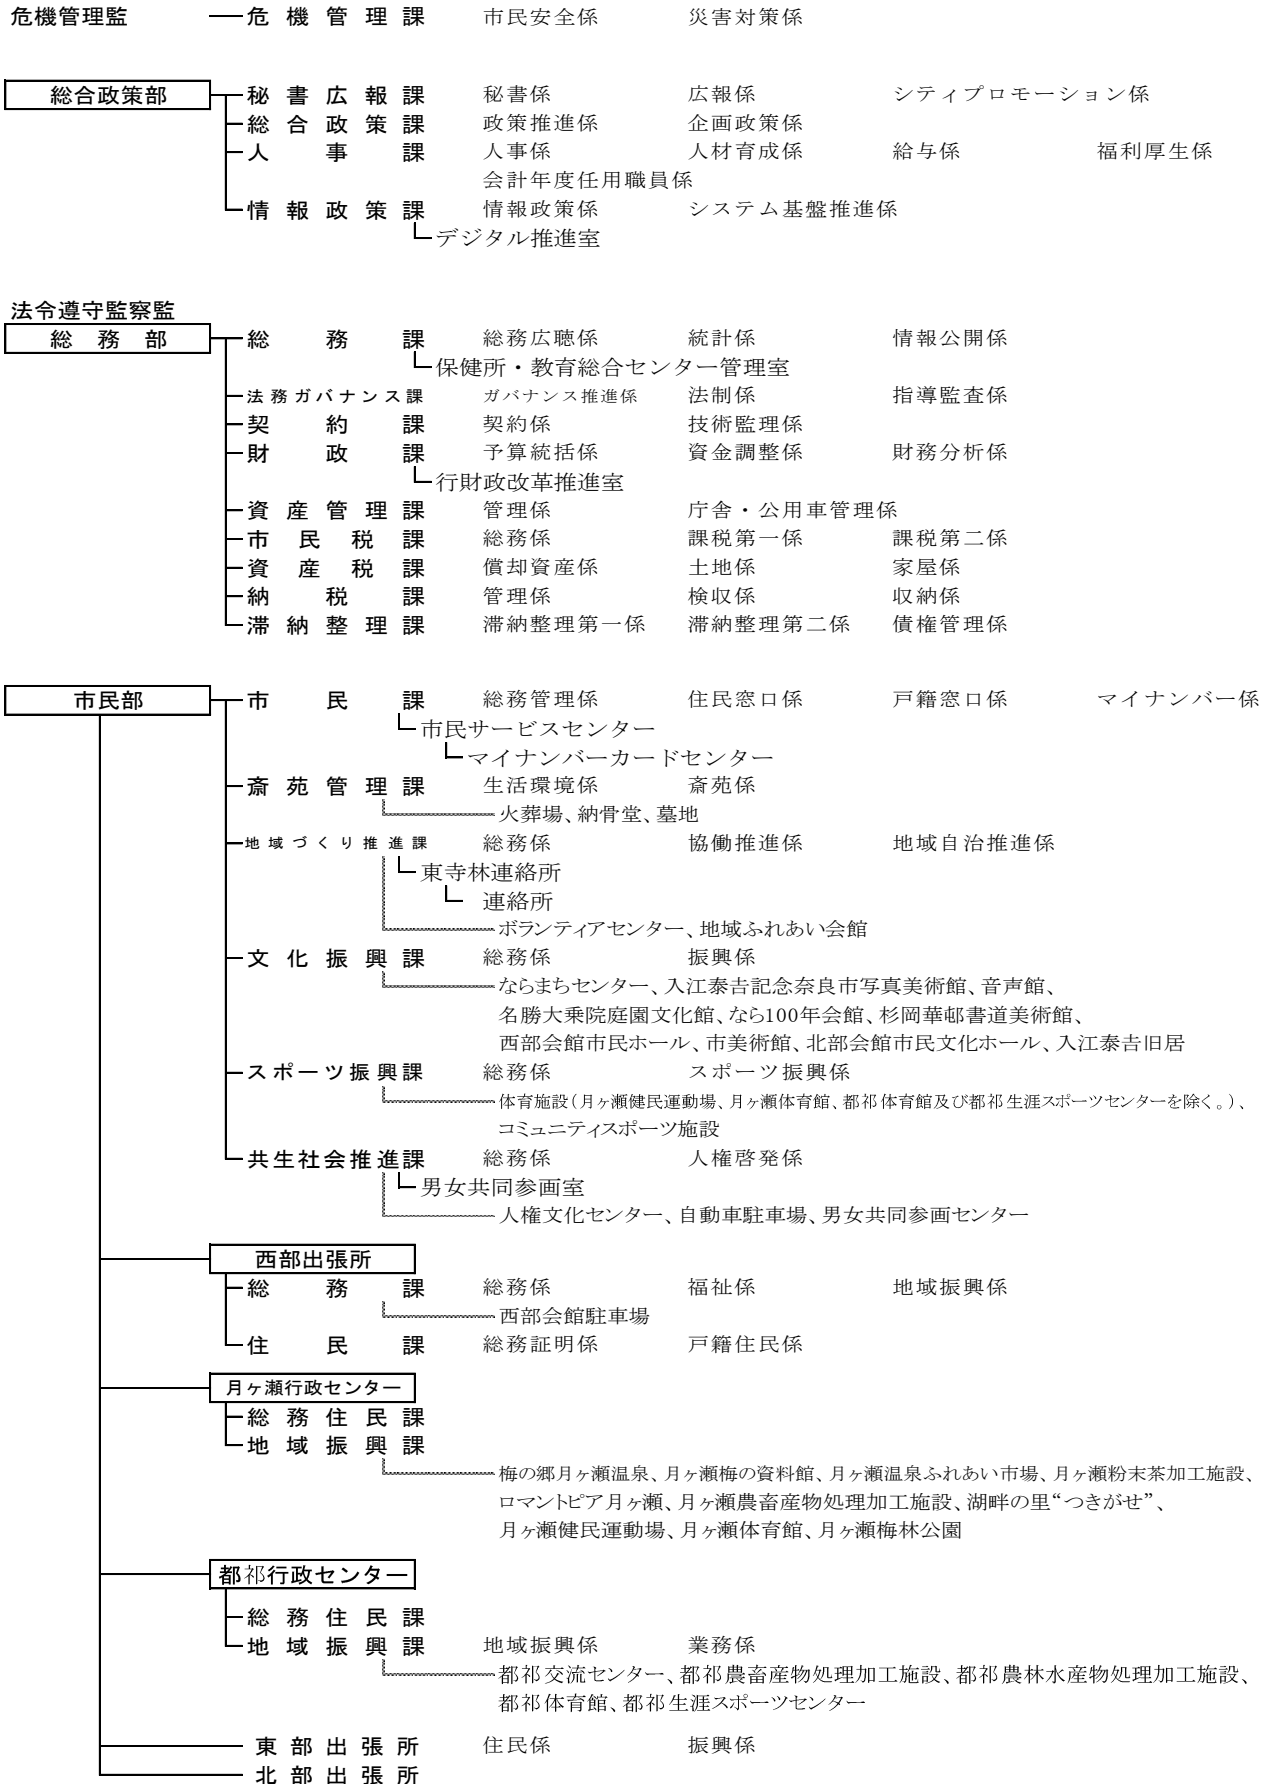 危機管理監 危機管理課 市民安全係 災害対策係
総合政策部 秘書広報課 秘書係 広報係 シティプロモーション係
総合政策課 政策推進係 企画政策係
人事課 人事係 人材育成係 給与係 福利厚生係
会計年度任用職員係
情報政策課 情報政策係 システム基盤推進係
デジタル推進室
法令遵守監察監
総務部 総務課 総務広聴係 統計係 情報公開係
保健所・教育総合センター管理室
法務ガバナンス課 ガバナンス推進係 法制係 指導監査係
契約課 契約係 技術監理係
財政課 予算統括係 資金調整係 財務分析係
行財政改革推進室
資産管理課 管理係 庁舎・公用車管理係
市民税課 総務係 課税第一係 課税第二係
資産税課 償却資産係 土地係 家屋係
納税課 管理係 検収係 収納係
滞納整理課 滞納整理第一係 滞納整理第二係 債権管理係
市民部 市民課 総務管理係 住民窓口係 戸籍窓口係 マイナンバー係
市民サービスセンター
マイナンバーカードセンター
斎苑管理課 生活環境係 斎苑係
火葬場、納骨堂、墓地
地域づくり推進課 総務係 協働推進係 地域自治推進係
東寺林連絡所
連絡所
ボランティアセンター、地域ふれあい会館
文化振興課 総務係 振興係
ならまちセンター、入江泰𠮷記念奈良市写真美術館、音声館、
名勝大乗院庭園文化館、なら100年会館、杉岡華邨書道美術館、
西部会館市民ホール、市美術館、北部会館市民文化ホール、入江泰𠮷旧居
スポーツ振興課 総務係 スポーツ振興係
体育施設(月ヶ瀬健民運動場、月ヶ瀬体育館、都祁体育館及び都祁生涯スポーツセンターを除く。)、
コミュニティスポーツ施設
共生社会推進課 総務係 人権啓発係
男女共同参画室
人権文化センター、自動車駐車場、男女共同参画センター
西部出張所
総務課 総務係 福祉係 地域振興係
西部会館駐車場
住民課 総務証明係 戸籍住民係
月ヶ瀬行政センター
総務住民課
地域振興課
梅の郷月ヶ瀬温泉、月ヶ瀬梅の資料館、月ヶ瀬温泉ふれあい市場、月ヶ瀬粉末茶加工施設、
ロマントピア月ヶ瀬、月ヶ瀬農畜産物処理加工施設、湖畔の里“つきがせ”、
月ヶ瀬健民運動場、月ヶ瀬体育館、月ヶ瀬梅林公園
都祁行政センター
総務住民課
地域振興課 地域振興係 業務係
都祁交流センター、都祁農畜産物処理加工施設、都祁農林水産物処理加工施設、
都祁体育館、都祁生涯スポーツセンター
東部出張所 住民係 振興係
北部出張所